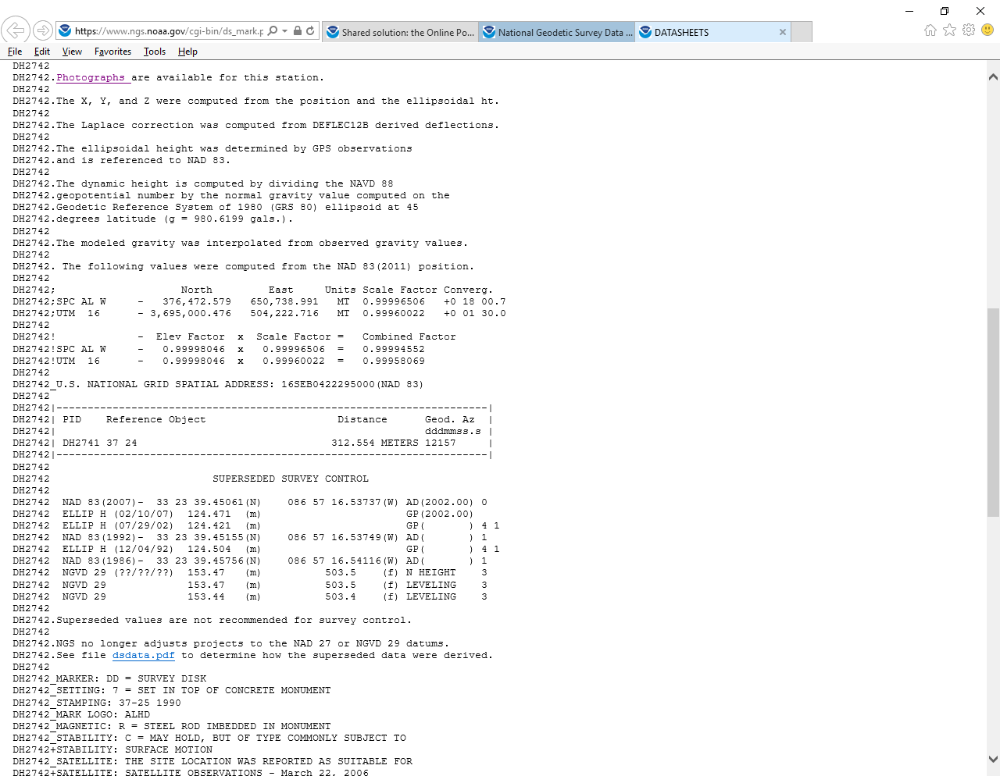 https://www.ngs.noaa.gov/cgi-bin/ds_mark.p
Shared solution: the Online Po...
National Geodetic Survey Data ...
DATASHEETS
File Edit View Favorites Tools Help
DH2742
DH2742.Photographs are available for this station.
DH2742
DH2742.The X, Y, and Z were computed from the position and the ellipsoidal ht.
DH2742
DH2742.The Laplace correction was computed from DEFLEC12B derived deflections.
DH2742
DH2742.The ellipsoidal height was determined by GPS observations
DH2742.and is referenced to NAD 83.
DH2742
DH2742.The dynamic height is computed by dividing the NAVD 88
DH2742.geopotential number by the normal gravity value computed on the
DH2742.Geodetic Reference System of 1980 (GRS 80) ellipsoid at 45
DH2742.degrees latitude (g = 980.6199 gals.).
DH2742
DH2742.The modeled gravity was interpolated from observed gravity values.
DH2742
DH2742. The following values were computed from the NAD 83(2011) position.
DH2742
DH2742;                    North         East     Units Scale Factor Converg.
DH2742;SPC AL W     -   376,472.579   650,738.991   MT  0.99996506   +0 18 00.7
DH2742;UTM  16      - 3,695,000.476   504,222.716   MT  0.99960022   +0 01 30.0
DH2742
DH2742!             -  Elev Factor  x  Scale Factor =   Combined Factor
DH2742!SPC AL W     -   0.99998046  x   0.99996506  =   0.99994552
DH2742!UTM  16      -   0.99998046  x   0.99960022  =   0.99958069
DH2742
DH2742_U.S. NATIONAL GRID SPATIAL ADDRESS: 16SEB0422295000(NAD 83)
DH2742
DH2742|---------------------------------------------------------------------|
DH2742| PID    Reference Object                     Distance      Geod. Az  |
DH2742|                                                           dddmmss.s |
DH2742| DH2741 37 24                               312.554 METERS 12157     |
DH2742|---------------------------------------------------------------------|
DH2742
DH2742                          SUPERSEDED SURVEY CONTROL
DH2742
DH2742  NAD 83(2007)-  33 23 39.45061(N)    086 57 16.53737(W) AD(2002.00) 0
DH2742  ELLIP H (02/10/07)  124.471  (m)                       GP(2002.00)
DH2742  ELLIP H (07/29/02)  124.421  (m)                       GP(       ) 4 1
DH2742  NAD 83(1992)-  33 23 39.45155(N)    086 57 16.53749(W) AD(       ) 1
DH2742  ELLIP H (12/04/92)  124.504  (m)                       GP(       ) 4 1
DH2742  NAD 83(1986)-  33 23 39.45756(N)    086 57 16.54116(W) AD(       ) 1
DH2742  NGVD 29 (??/??/??)  153.47   (m)          503.5    (f) N HEIGHT    3
DH2742  NGVD 29             153.47   (m)          503.5    (f) LEVELING    3
DH2742  NGVD 29             153.44   (m)          503.4    (f) LEVELING    3
DH2742
DH2742.Superseded values are not recommended for survey control.
DH2742
DH2742.NGS no longer adjusts projects to the NAD 27 or NGVD 29 datums.
DH2742.See file dsdata.pdf to determine how the superseded data were derived.
DH2742
DH2742_MARKER: DD = SURVEY DISK
DH2742_SETTING: 7 = SET IN TOP OF CONCRETE MONUMENT
DH2742_STAMPING: 37-25 1990
DH2742_MARK LOGO: ALHD
DH2742_MAGNETIC: R = STEEL ROD IMBEDDED IN MONUMENT
DH2742_STABILITY: C = MAY HOLD, BUT OF TYPE COMMONLY SUBJECT TO
DH2742+STABILITY: SURFACE MOTION
DH2742_SATELLITE: THE SITE LOCATION WAS REPORTED AS SUITABLE FOR
DH2742+SATELLITE: SATELLITE OBSERVATIONS - March 22, 2006